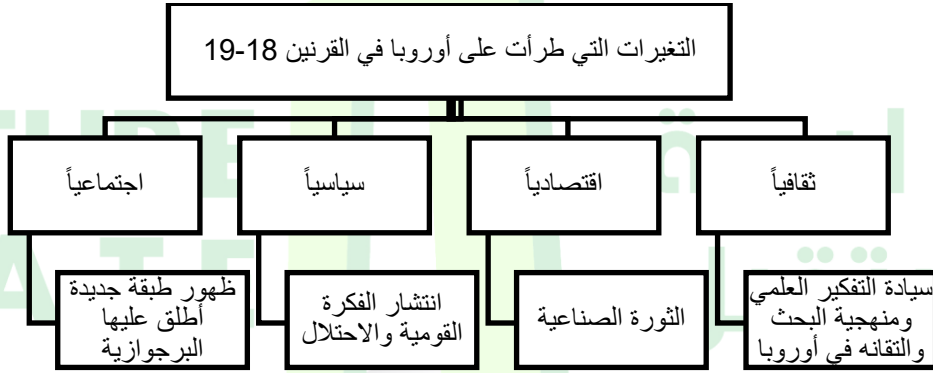 التغيرات التي طرأت على أوروبا في القرنين 18-19
ثقافياً
اقتصادياً
سياسياً
اجتماعياً
سيادة التفكير العلمي
ومنهجية البحث
والتقانه في أوروبا
الثورة الصناعية
انتشار الفكرة
القومية والاحتلال
ظهور طبقة جديدة
أطلق عليها
البرجوازية